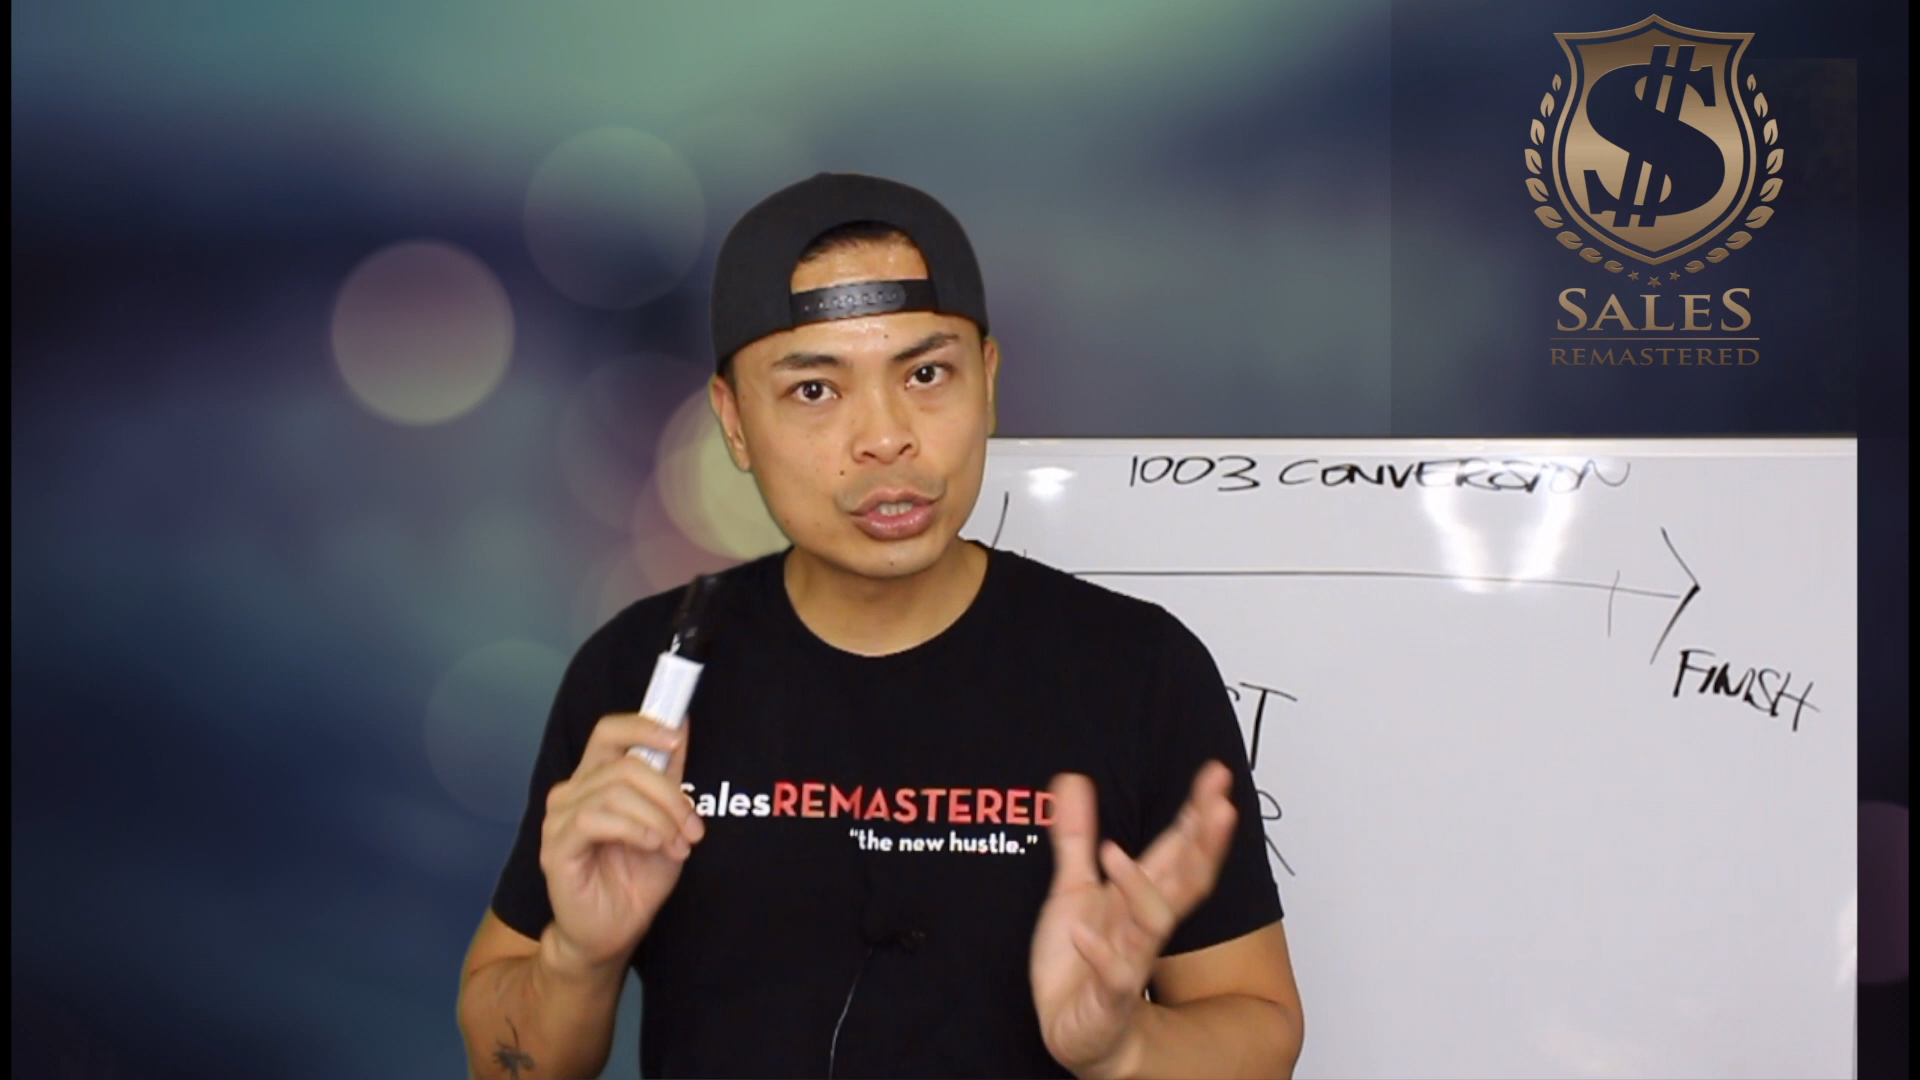 SALES
REMASTERED
1003 CONVERSION
FINISH
SalesREMASTERED
“the new hustle.”